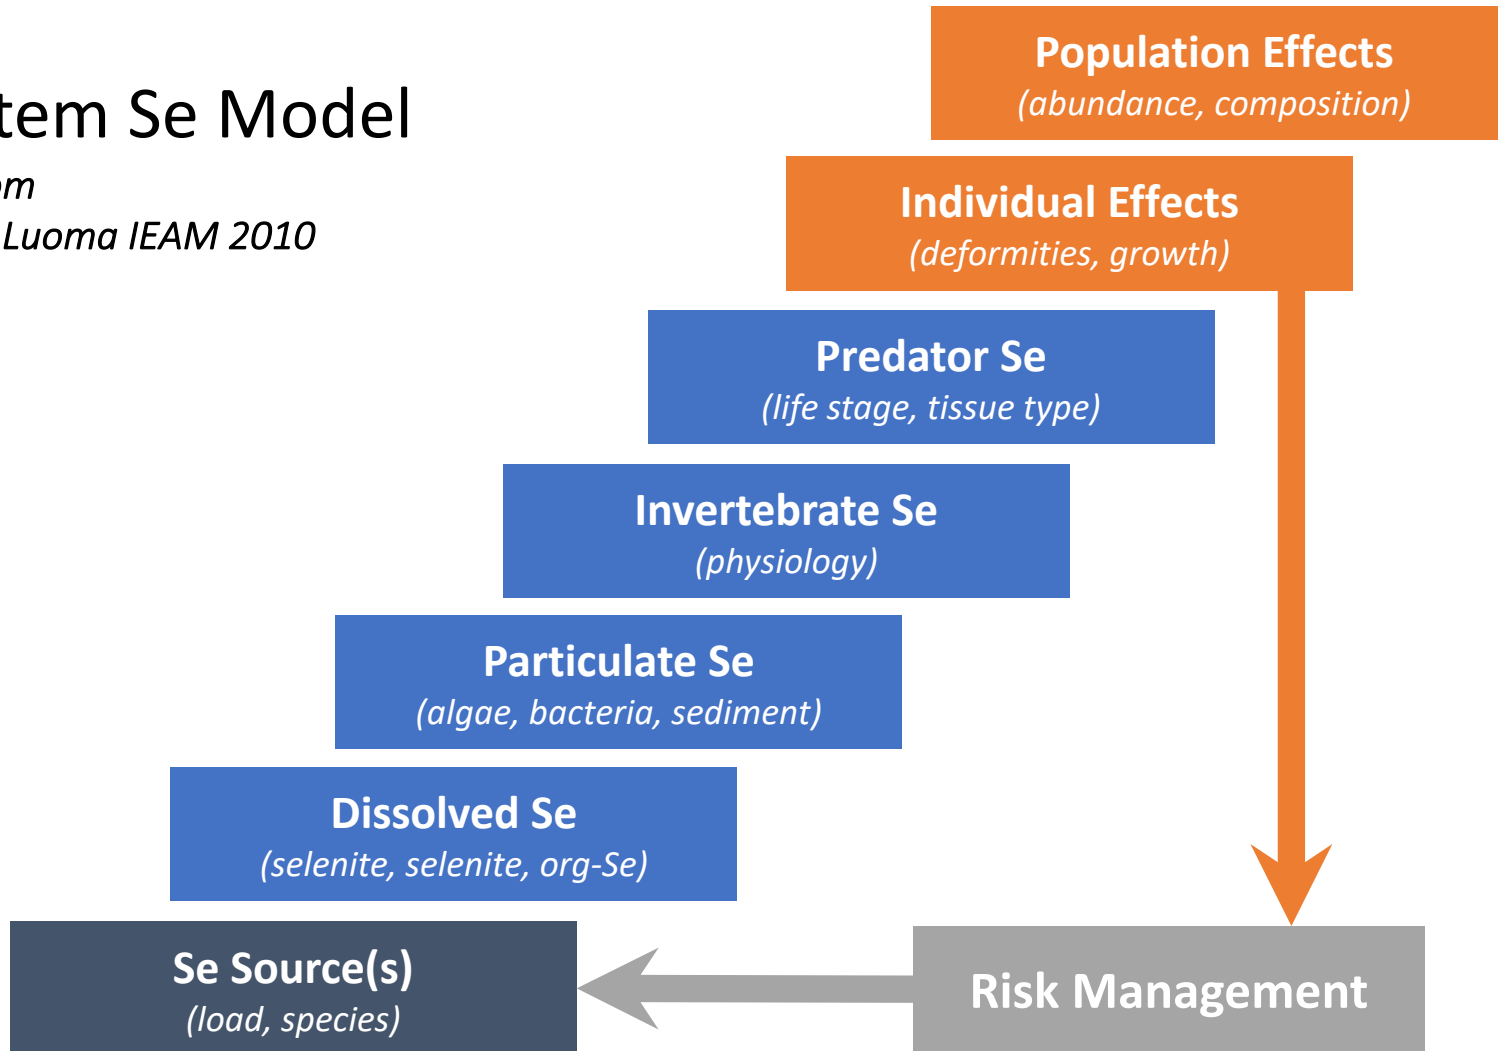 Population Effects
(abundance, composition)
tem Se Model
om
Luoma IEAM 2010
Individual Effects
(deformities, growth)
Predator Se
(life stage, tissue type)
Invertebrate Se
(physiology)
Particulate Se
(algae, bacteria, sediment)
Dissolved Se
(selenite, selenite, org-Se)
Se Source(s)
(load, species)
Risk Management